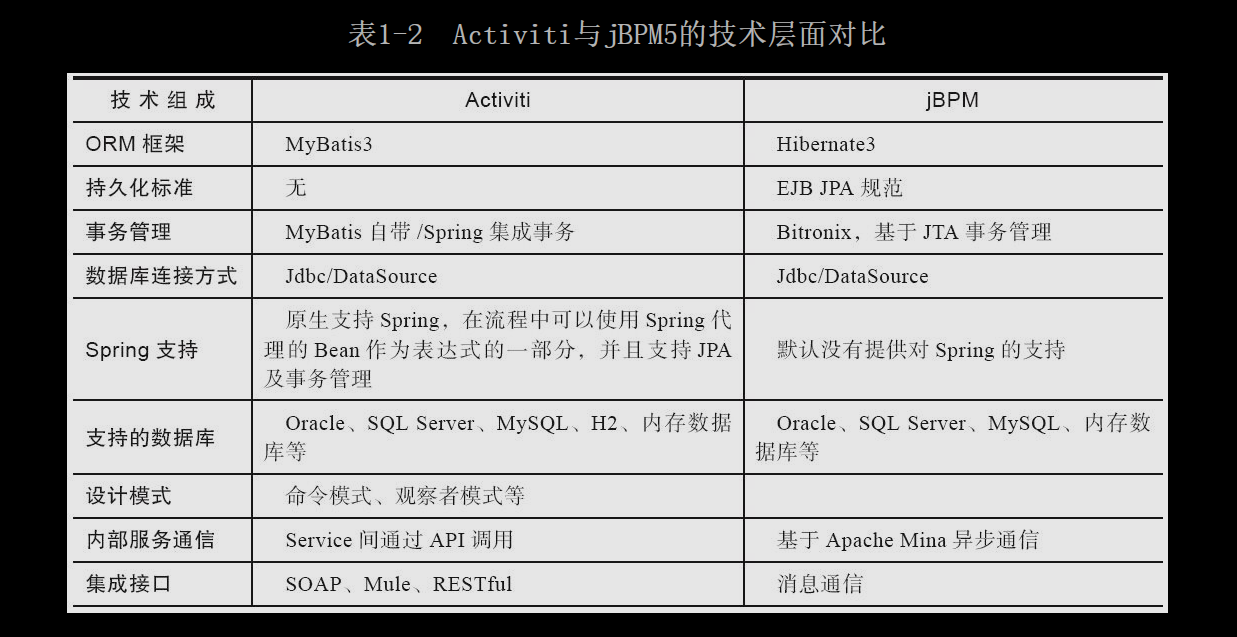 表1-2 Activiti与jBPM5的技术层面对比
技术组成 Activiti jBPM
ORM 框架 MyBatis3 Hibernate3
持久化标准 无 EJB JPA 规范
事务管理 MyBatis 自带 /Spring 集成事务 Bitronix，基于 JTA 事务管理
数据库连接方式 Jdbc/DataSource Jdbc/DataSource
Spring 支持
原生支持 Spring，在流程中可以使用 Spring 代
理的 Bean 作为表达式的一部分，并且支持 JPA
及事务管理
默认没有提供对 Spring 的支持
支持的数据库
Oracle、SQL Server、MySQL、H2、内存数据
库等
Oracle、SQL Server、MySQL、内存数
据库等
设计模式 命令模式、观察者模式等
内部服务通信 Service 间通过 API 调用 基于 Apache Mina 异步通信
集成接口 SOAP、Mule、RESTful 消息通信